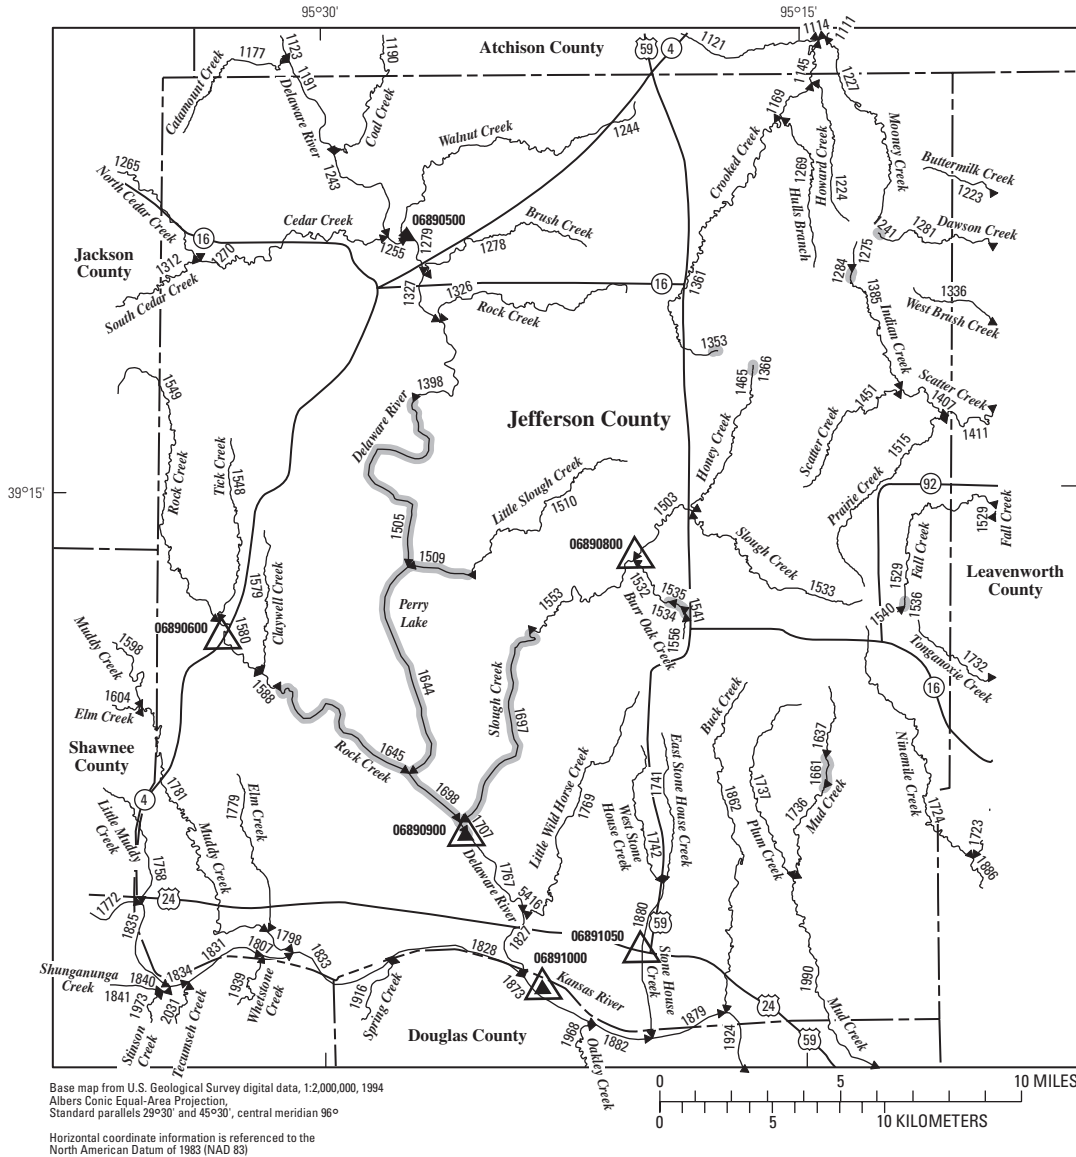 95°30'
95°15'
Atchison County
59
4
1121
1114
1111
1123
1177
1191
1190
Catamount Creek
Delaware River
Coal Creek
1145
1227
1169
Walnut Creek
1244
1243
Crooked Creek
1269
Hulls Branch
Howard Creek
1224
Mooney Creek
Buttermilk Creek
1223
1265
North Cedar Creek
Cedar Creek
06890500
1255
1279
Brush Creek
1278
16
1270
1312
South Cedar Creek
Jackson
County
1241
1281
Dawson Creek
1275
1284
1327
1326
Rock Creek
16
1361
1385
Indian Creek
1336
West Brush Creek
1353
1366
1465
1549
Rock Creek
Tick Creek
1548
1398
Delaware River
Jefferson County
Honey Creek
1451
Scatter Creek
Scatter Creek
1407
1411
1515
Prairie Creek
39°15'
92
1505
Little Slough Creek
1510
1509
1503
Slough Creek
1533
1529
Fall Creek
Fall Creek
1529
1536
1540
Leavenworth
County
06890800
1532
1535
1534
1541
1556
Burr Oak Creek
1553
Perry
Lake
1579
Claywell Creek
06890600
1580
1588
1598
Muddy Creek
1604
Elm Creek
Tonganoxie Creek
1732
16
Shawnee
County
1644
Slough Creek
1697
1645
Rock Creek
1698
06890900
1707
Buck Creek
1637
1661
Mud Creek
1736
1737
Plum Creek
1862
East Stone House Creek
1741
West Stone
House Creek
1742
Little Wild Horse Creek
1769
Ninemile Creek
1724
1723
1886
4
1781
Muddy Creek
1779
Elm Creek
Little Muddy
Creek
1758
1772
24
1835
Delaware River
1767
5416
1827
1880
59
06891050
Stone House
Creek
06891000
1828
1873
Kansas River
1798
1807
1831
1833
1834
1840
Shunganunga
Creek
1841
1973
Stinson
Creek
2031
Tecumseh Creek
1939
Whetstone
Creek
1916
Spring Creek
Douglas County
1968
Oakley Creek
1882
1879
1924
24
59
1990
Mud Creek
Base map from U.S. Geological Survey digital data, 1:2,000,000, 1994
Albers Conic Equal-Area Projection,
Standard parallels 29°30' and 45°30', central meridian 96°
Horizontal coordinate information is referenced to the
North American Datum of 1983 (NAD 83)
0 5 10 MILES
0 5 10 KILOMETERS